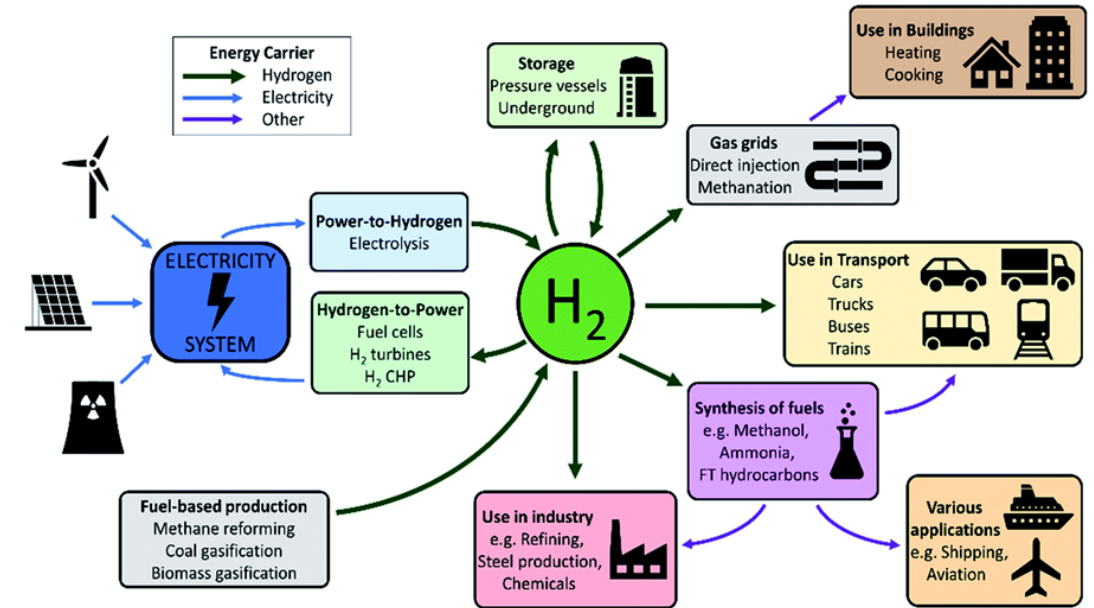 Energy Carrier
Hydrogen
Electricity
Other
Storage
Pressure vessels
Underground
Use in Buildings
Heating
Cooking
Gas grids
Direct injection
Methanation
Power-to-Hydrogen
Electrolysis
ELECTRICITY
SYSTEM
Hydrogen-to-Power
Fuel cells
H₂ turbines
H₂ CHP
H₂
Use in Transport
Cars
Trucks
Buses
Trains
Synthesis of fuels
e.g. Methanol,
Ammonia,
FT hydrocarbons
Fuel-based production
Methane reforming
Coal gasification
Biomass gasification
Use in industry
e.g. Refining,
Steel production,
Chemicals
Various
applications
e.g. Shipping,
Aviation